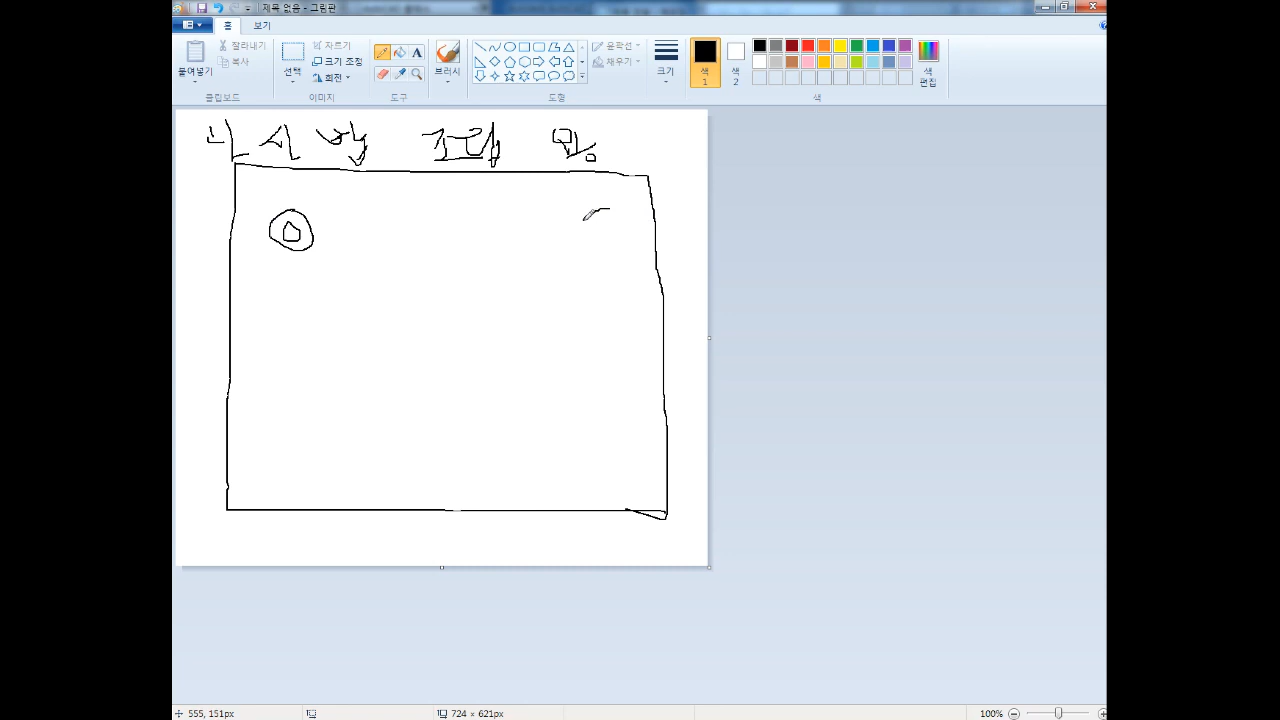 제목 없음 - 그림판
홈 보기
붙여넣기
잘라내기
복사
클립보드
선택
자르기
크기 조정
회전
이미지
A
도구
브러시
윤곽선
채우기
도형
크기
색 1
색 2
색 편집
색
555, 151px
724 × 621px
100%